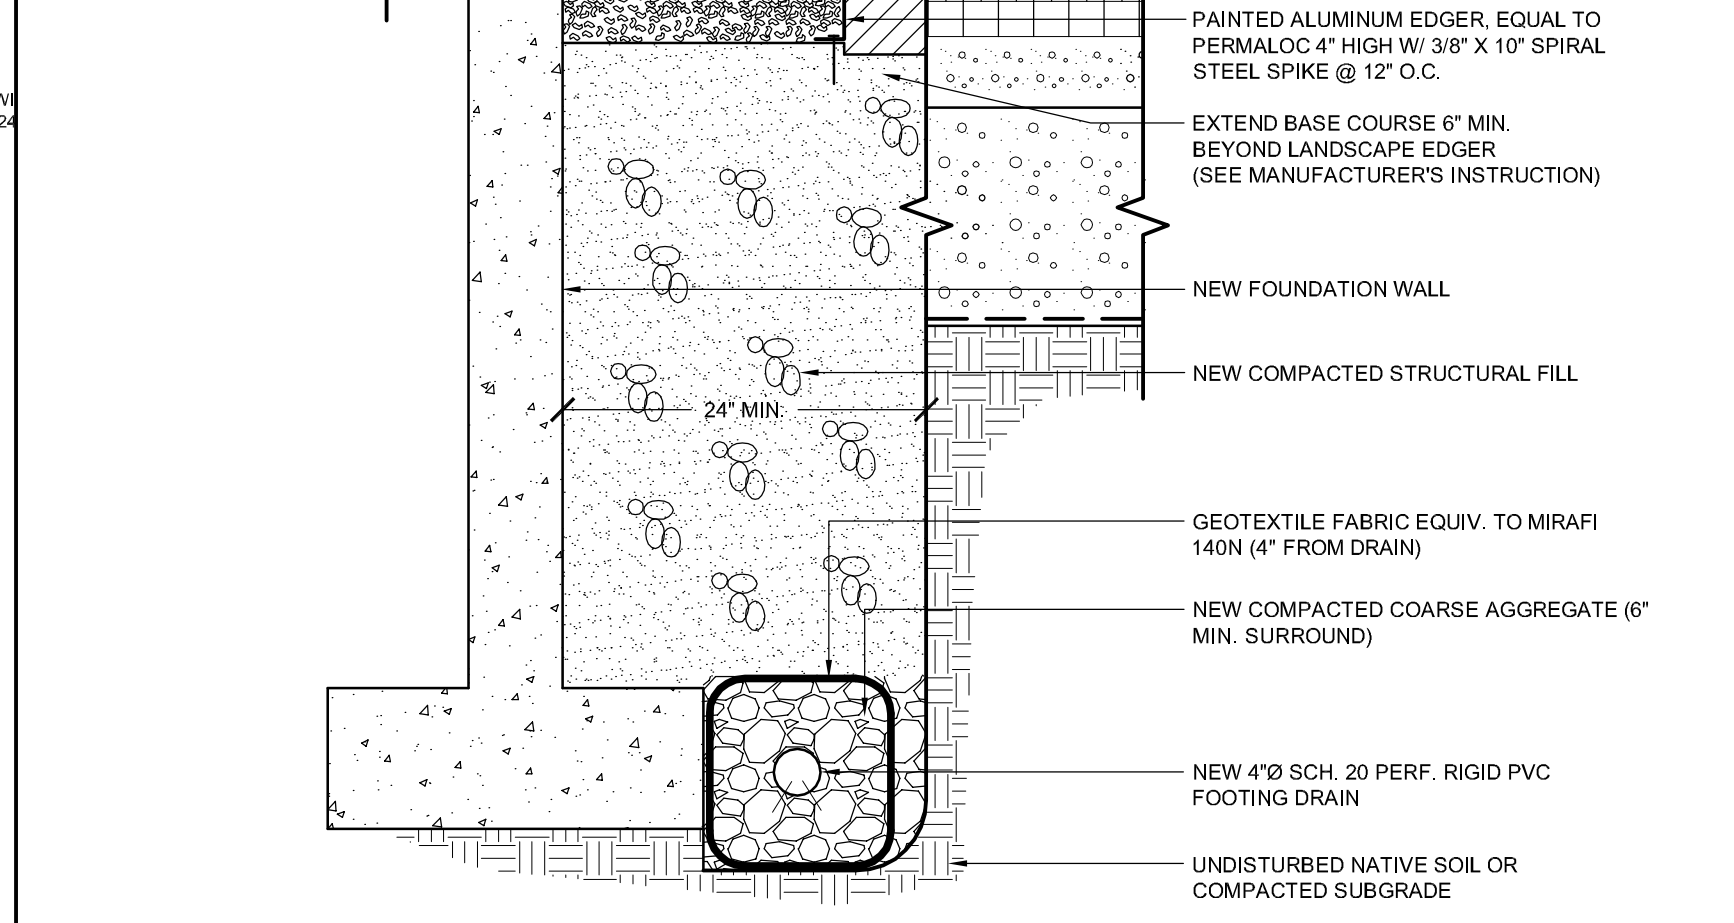 PAINTED ALUMINUM EDGER, EQUAL TO
PERMALOC 4" HIGH W/ 3/8" X 10" SPIRAL
STEEL SPIKE @ 12" O.C.
EXTEND BASE COURSE 6" MIN.
BEYOND LANDSCAPE EDGER
(SEE MANUFACTURER'S INSTRUCTION)
NEW FOUNDATION WALL
NEW COMPACTED STRUCTURAL FILL
24" MIN.
GEOTEXTILE FABRIC EQUIV. TO MIRAFI
140N (4" FROM DRAIN)
NEW COMPACTED COARSE AGGREGATE (6"
MIN. SURROUND)
NEW 4"Ø SCH. 20 PERF. RIGID PVC
FOOTING DRAIN
UNDISTURBED NATIVE SOIL OR
COMPACTED SUBGRADE